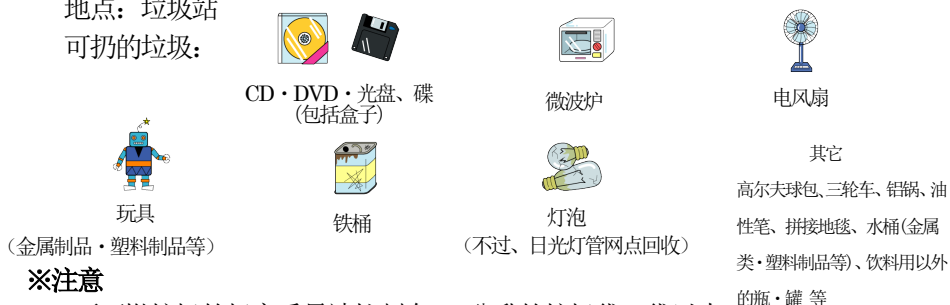 地点：垃圾站
可扔的垃圾：
CD・DVD・光盘、碟
(包括盒子)
微波炉
电风扇
玩具
（金属制品・塑料制品等）
铁桶
灯泡
（不过、日光灯管网点回收）
其它
高尔夫球包、三轮车、铝锅、油
性笔、拼接地毯、水桶(金属
类・塑料制品等)、饮料用以外
的瓶・罐 等
※注意